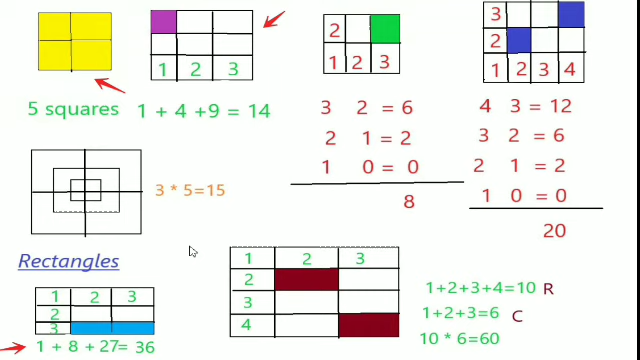 1 2 3
5 squares
1 + 4 +9 = 14
2
1 2 3
3 2 = 6
2 1 = 2
1 0 = 0
8
3
2
1 2 3 4
4 3 = 12
3 2 = 6
2 1 = 2
1 0 = 0
20
3 * 5=15
Rectangles
1 2 3
2
3
1 + 8 + 27= 36
1 2 3
2
3
4
1+2+3+4=10 R
1+2+3=6 C
10 * 6=60